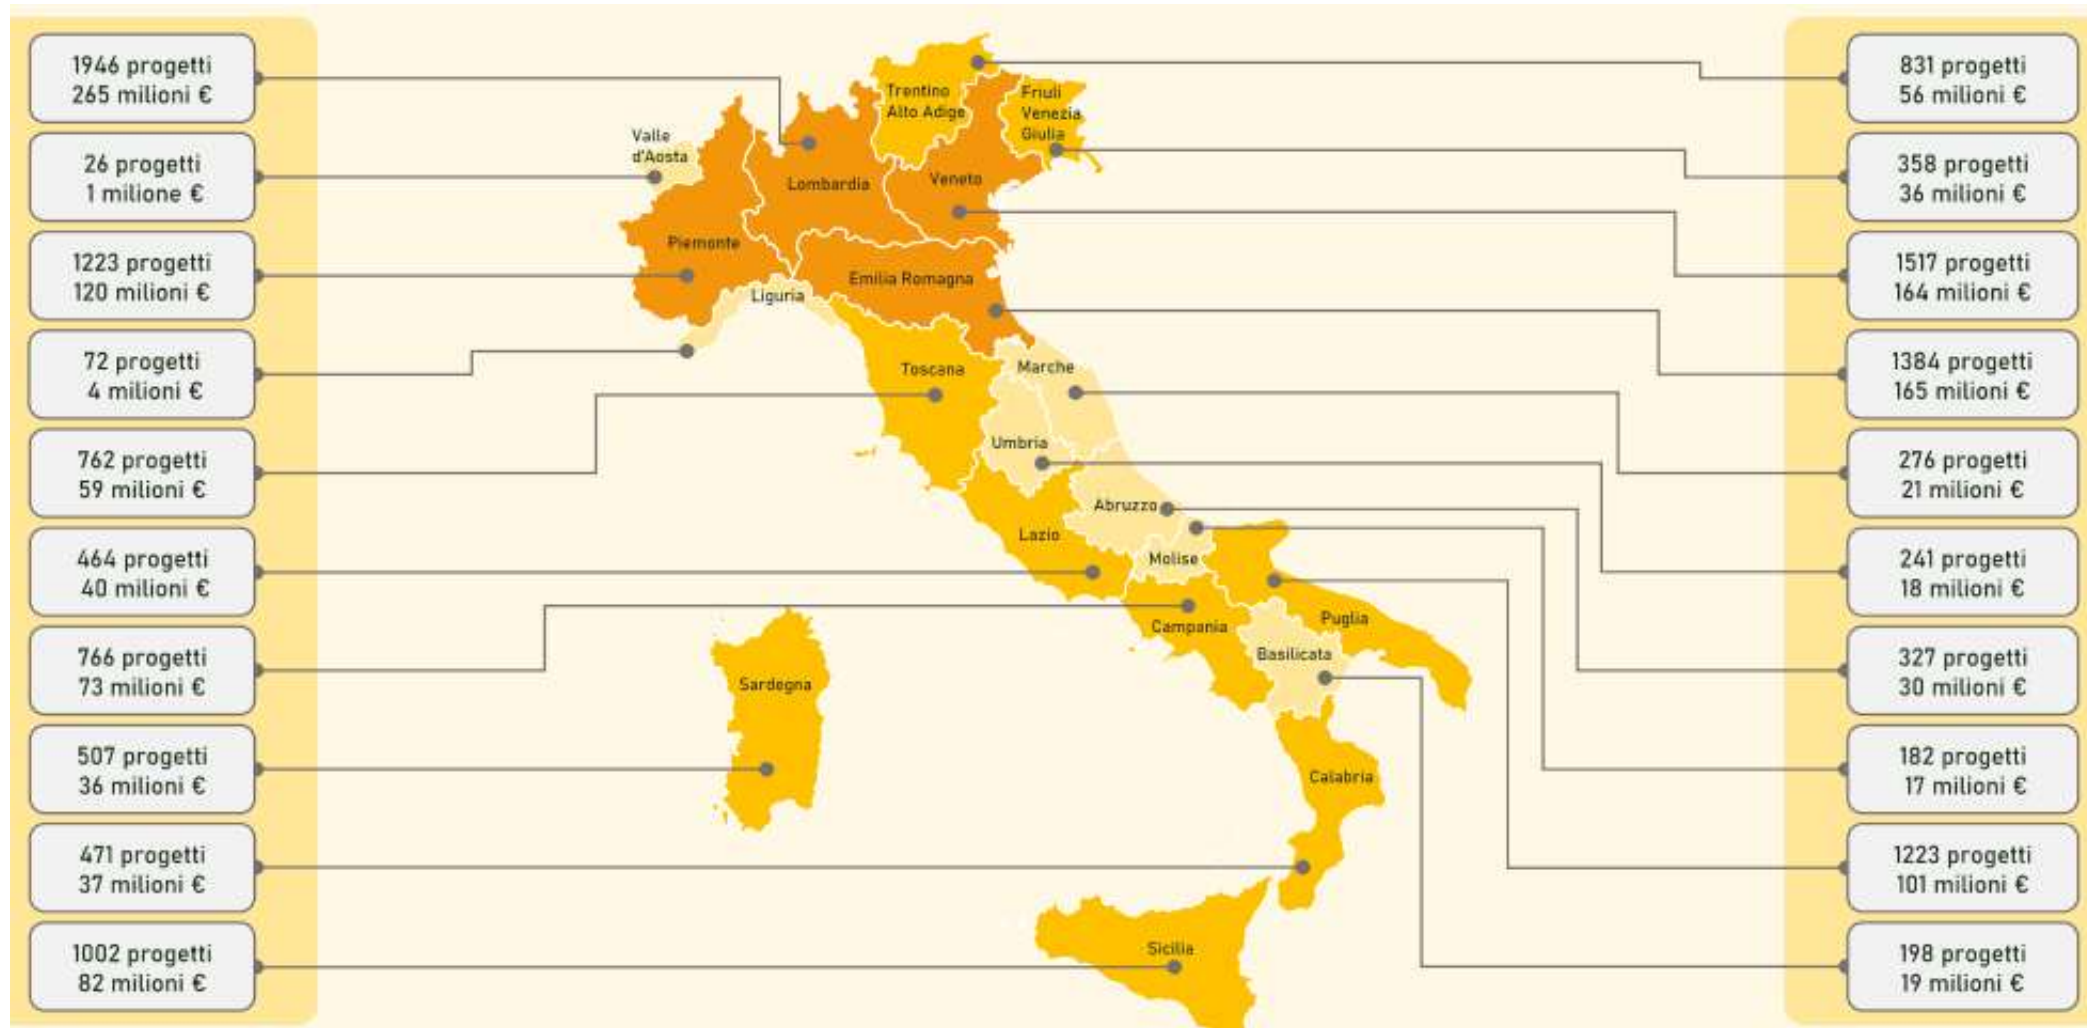 1946 progetti
265 milioni €
26 progetti
1 milione €
1223 progetti
120 milioni €
72 progetti
4 milioni €
762 progetti
59 milioni €
464 progetti
40 milioni €
766 progetti
73 milioni €
507 progetti
36 milioni €
471 progetti
37 milioni €
1002 progetti
82 milioni €
Trentino
Alto Adige
Friuli
Venezia
Giulia
Valle
d'Aosta
Lombardia
Veneto
Piemonte
Emilia Romagna
Liguria
Toscana
Marche
Umbria
Abruzzo
Lazio
Molise
Campania
Puglia
Basilicata
Sardegna
Calabria
Sicilia
831 progetti
56 milioni €
358 progetti
36 milioni €
1517 progetti
164 milioni €
1384 progetti
165 milioni €
276 progetti
21 milioni €
241 progetti
18 milioni €
327 progetti
30 milioni €
182 progetti
17 milioni €
1223 progetti
101 milioni €
198 progetti
19 milioni €